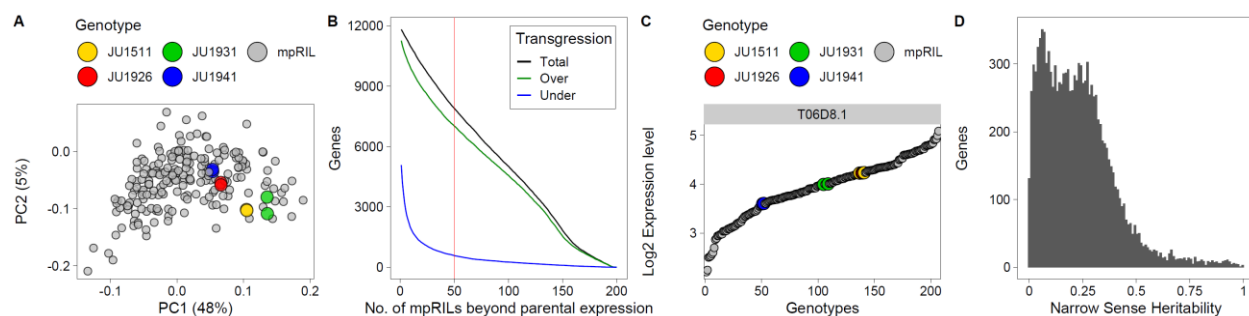 A
Genotype
JU1511
JU1931
mpRIL
JU1926
JU1941
PC2 (5%)
0.0
-0.1
-0.2
-0.1
0.0
0.1
0.2
PC1 (48%)
B
Genes
12000
9000
6000
3000
0
Transgression
Total
Over
Under
0
50
100
150
200
No. of mpRILs beyond parental expression
C
Genotype
JU1511
JU1931
mpRIL
JU1926
JU1941
T06D8.1
Log2 Expression level
5
4
3
0
50
100
150
200
Genotypes
D
Genes
300
200
100
0
0
0.25
0.5
0.75
1
Narrow Sense Heritability